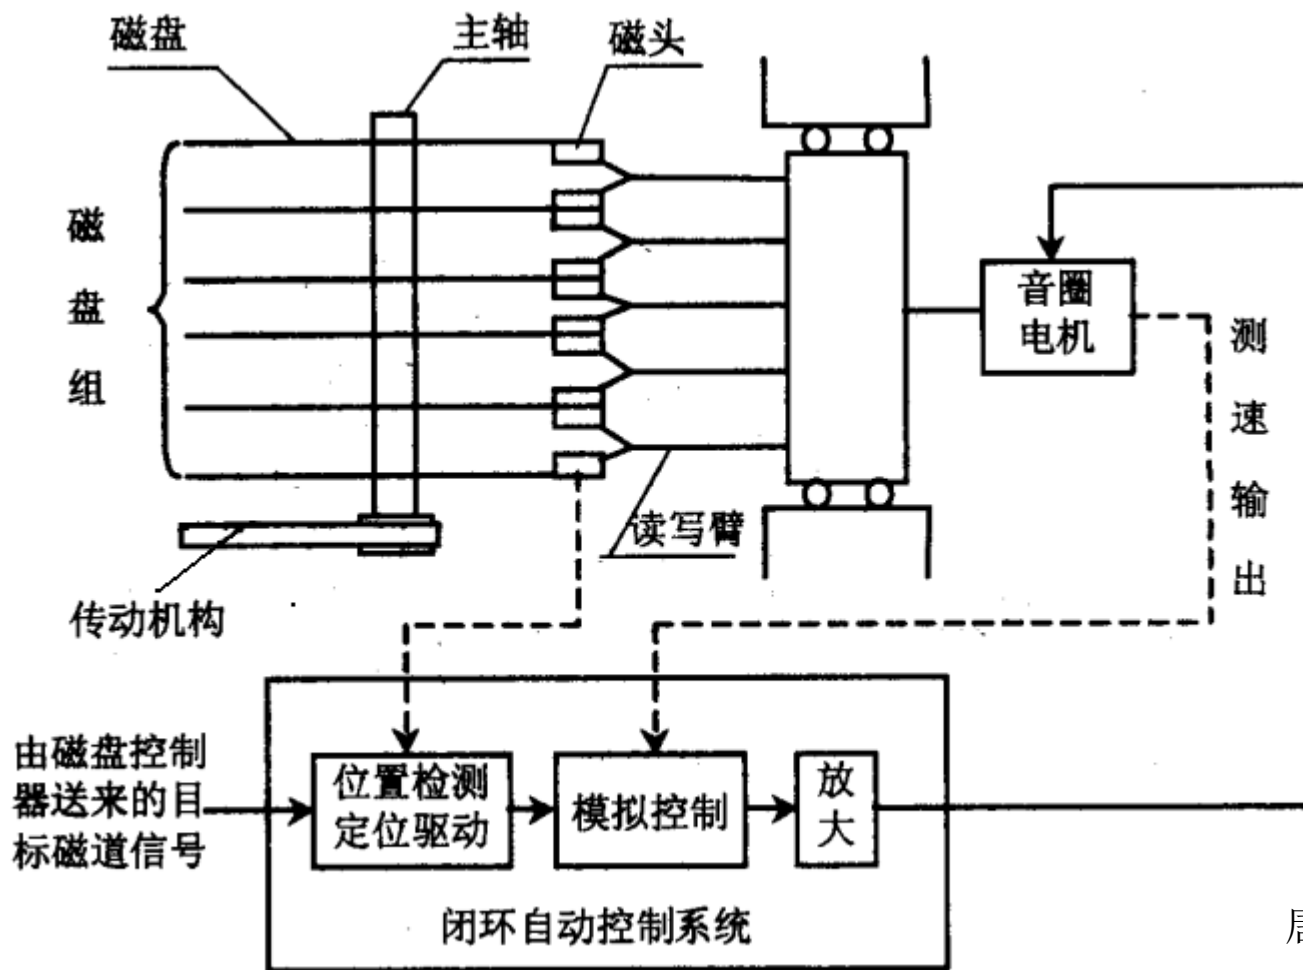 磁盘
主轴
磁头
磁
盘
组
音圈
电机
测
速
输
出
读写臂
传动机构
由磁盘控制
器送来的目
标磁道信号
位置检测
定位驱动
模拟控制
放
大
闭环自动控制系统